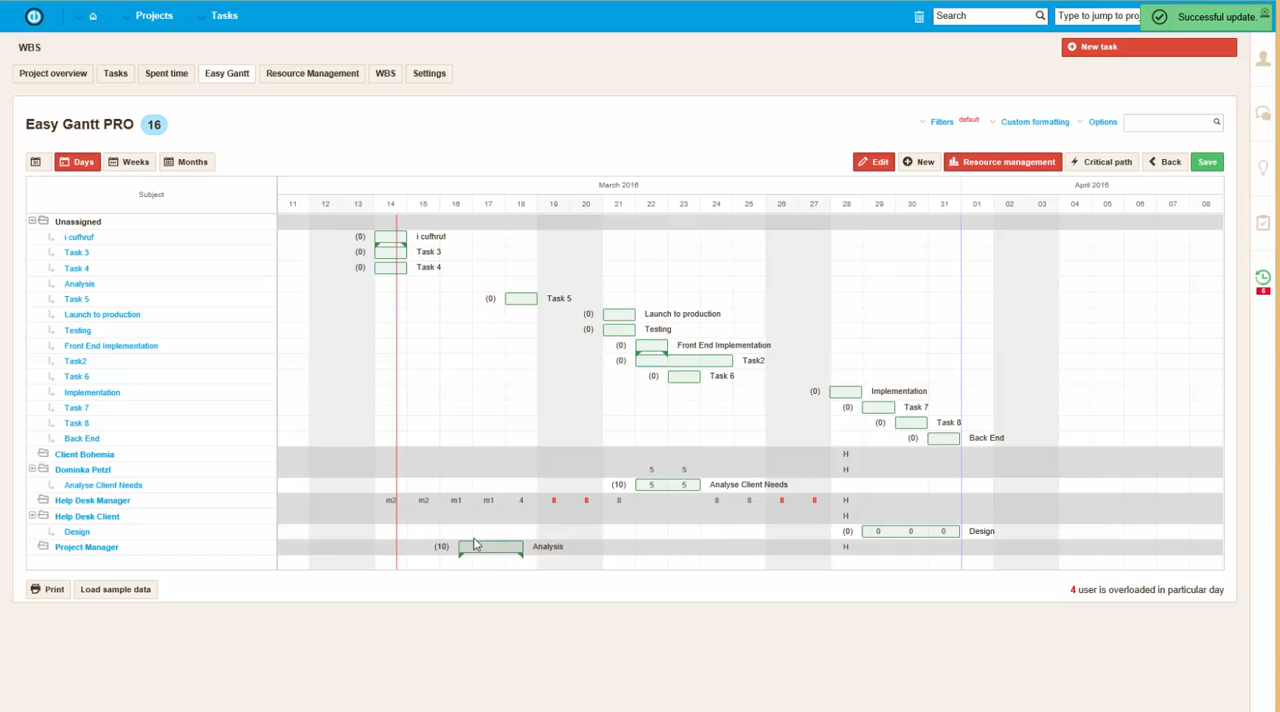 Projects Tasks Search Type to jump to proj Successful update.
WBS
New task
Project overview Tasks Spent time Easy Gantt Resource Management WBS Settings
Easy Gantt PRO 16
Filters default Custom formatting Options
31 Days Weeks Months Edit New Resource management Critical path Back Save
Subject March 2016 April 2016
11 12 13 14 15 16 17 18 19 20 21 22 23 24 25 26 27 28 29 30 31 01 02 03 04 05 06 07 08
Unassigned
i cufhruf (0) i cufhruf
Task 3 (0) Task 3
Task 4 (0) Task 4
Analysis
Task 5 (0) Task 5
Launch to production (0) Launch to production
Testing (0) Testing
Front End Implementation (0) Front End Implementation
Task2 (0) Task2
Task 6 (0) Task 6
Implementation (0) Implementation
Task 7 (0) Task 7
Task 8 (0) Task 8
Back End (0) Back End
Client Bohemia H
Dominka Petzl 5 5 H
Analyse Client Needs (10) 5 5 Analyse Client Needs
Help Desk Manager m2 m2 m1 m1 4 8 8 8 8 8 8 8 H
Help Desk Client H
Design (0) 0 0 0 Design
Project Manager (10) Analysis H
Print Load sample data 4 user is overloaded in particular day
6